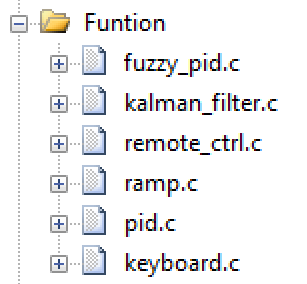 Funtion
fuzzy_pid.c
kalman_filter.c
remote_ctrl.c
ramp.c
pid.c
keyboard.c